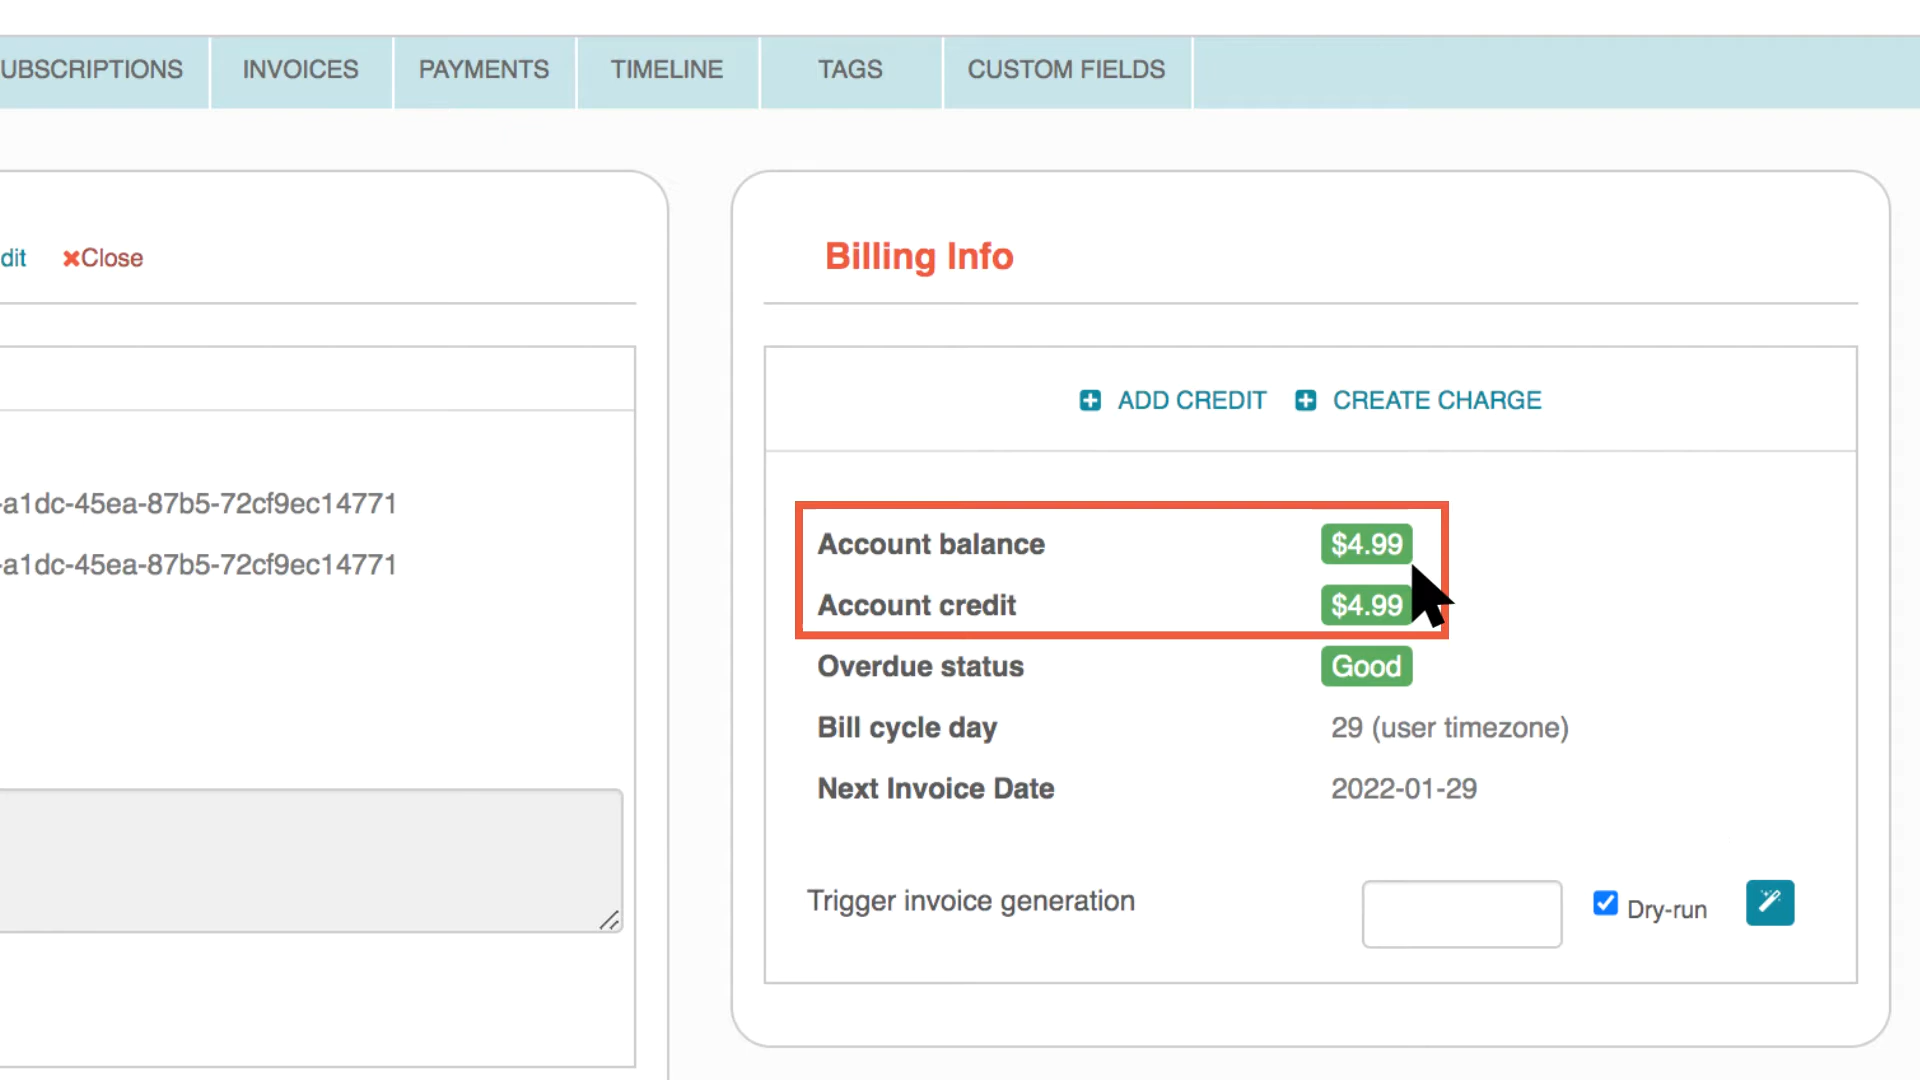 UBSCRIPTIONS INVOICES PAYMENTS TIMELINE TAGS CUSTOM FIELDS
dit Close
-a1dc-45ea-87b5-72cf9ec14771
-a1dc-45ea-87b5-72cf9ec14771
Billing Info
ADD CREDIT CREATE CHARGE
Account balance $4.99
Account credit $4.99
Overdue status Good
Bill cycle day 29 (user timezone)
Next Invoice Date 2022-01-29
Trigger invoice generation Dry-run